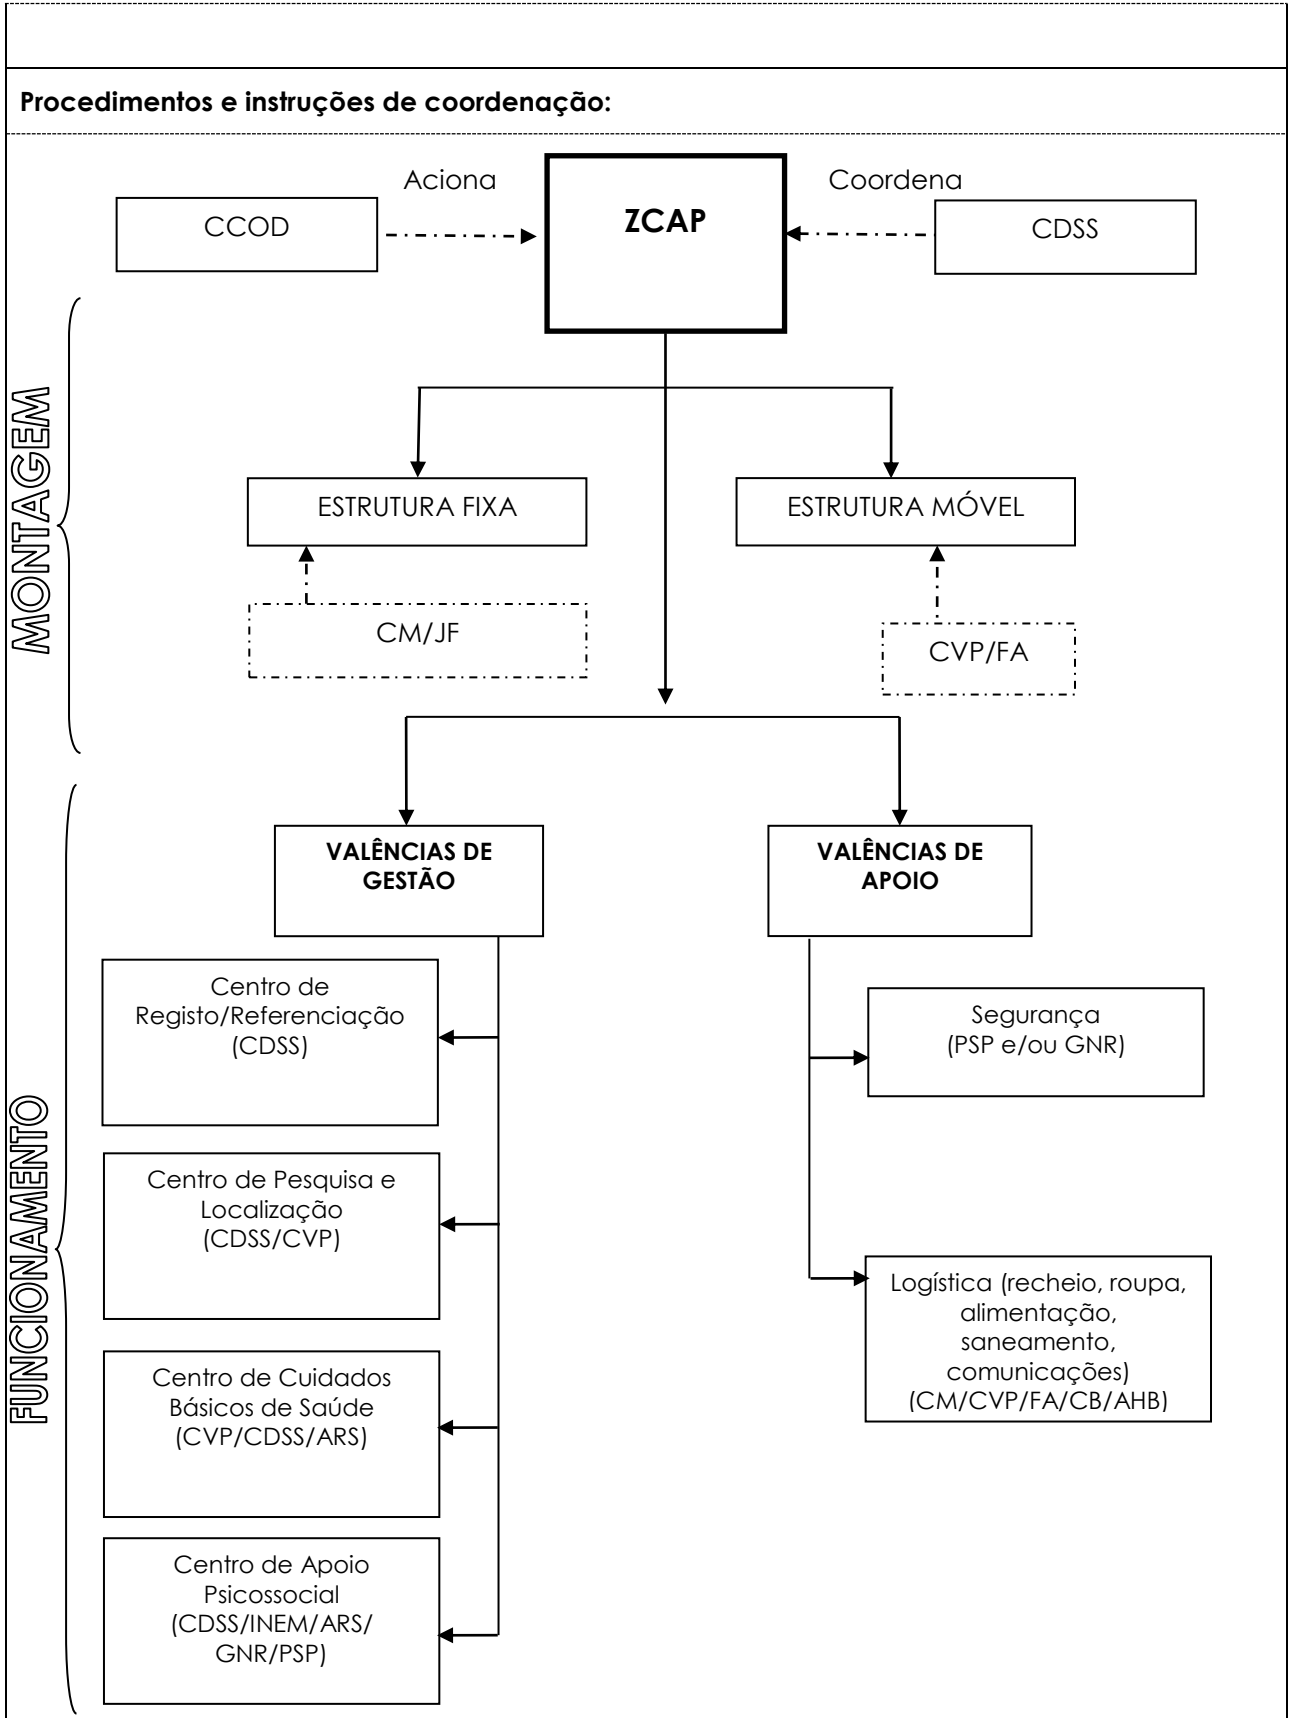 Procedimentos e instruções de coordenação:
Aciona
Coordena
CCOD
ZCAP
CDSS
MONTAGEM
ESTRUTURA FIXA
ESTRUTURA MÓVEL
CM/JF
CVP/FA
FUNCIONAMENTO
VALÊNCIAS DE
GESTÃO
VALÊNCIAS DE
APOIO
Centro de
Registo/Referenciação
(CDSS)
Centro de Pesquisa e
Localização
(CDSS/CVP)
Centro de Cuidados
Básicos de Saúde
(CVP/CDSS/ARS)
Centro de Apoio
Psicossocial
(CDSS/INEM/ARS/
GNR/PSP)
Segurança
(PSP e/ou GNR)
Logística (recheio, roupa,
alimentação,
saneamento,
comunicações)
(CM/CVP/FA/CB/AHB)